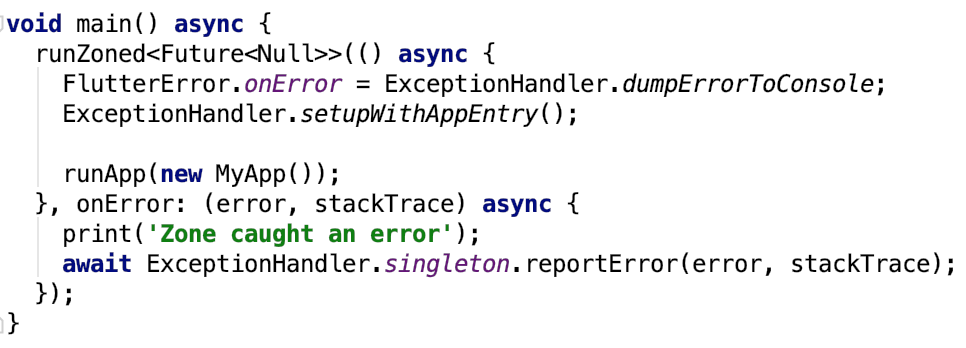 void main() async {
  runZoned<Future<Null>>(() async {
    FlutterError.onError = ExceptionHandler.dumpErrorToConsole;
    ExceptionHandler.setupWithAppEntry();

    runApp(new MyApp());
  }, onError: (error, stackTrace) async {
    print('Zone caught an error');
    await ExceptionHandler.singleton.reportError(error, stackTrace);
  });
}